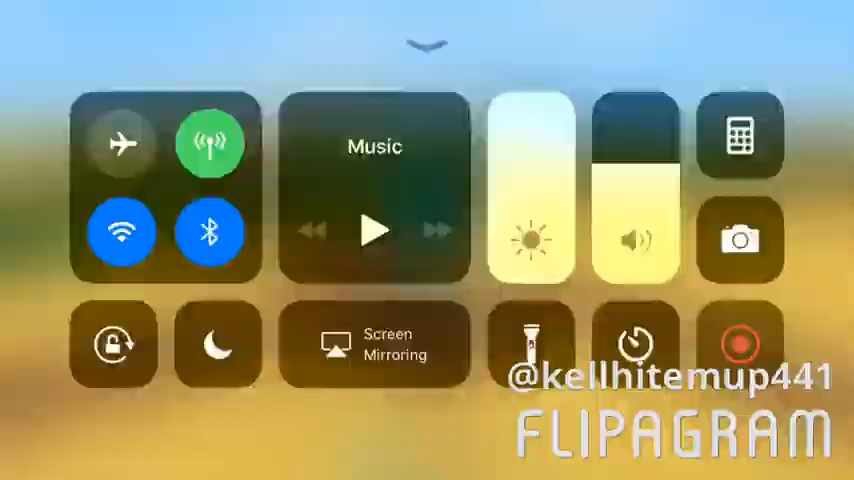 Music
Screen
Mirroring
@kellhitemup441
FLIPAGRAM